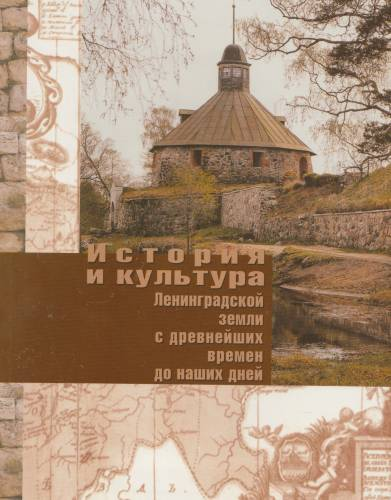 История
и культура
Ленинградской
земли
с древнейших
времен
до наших дней